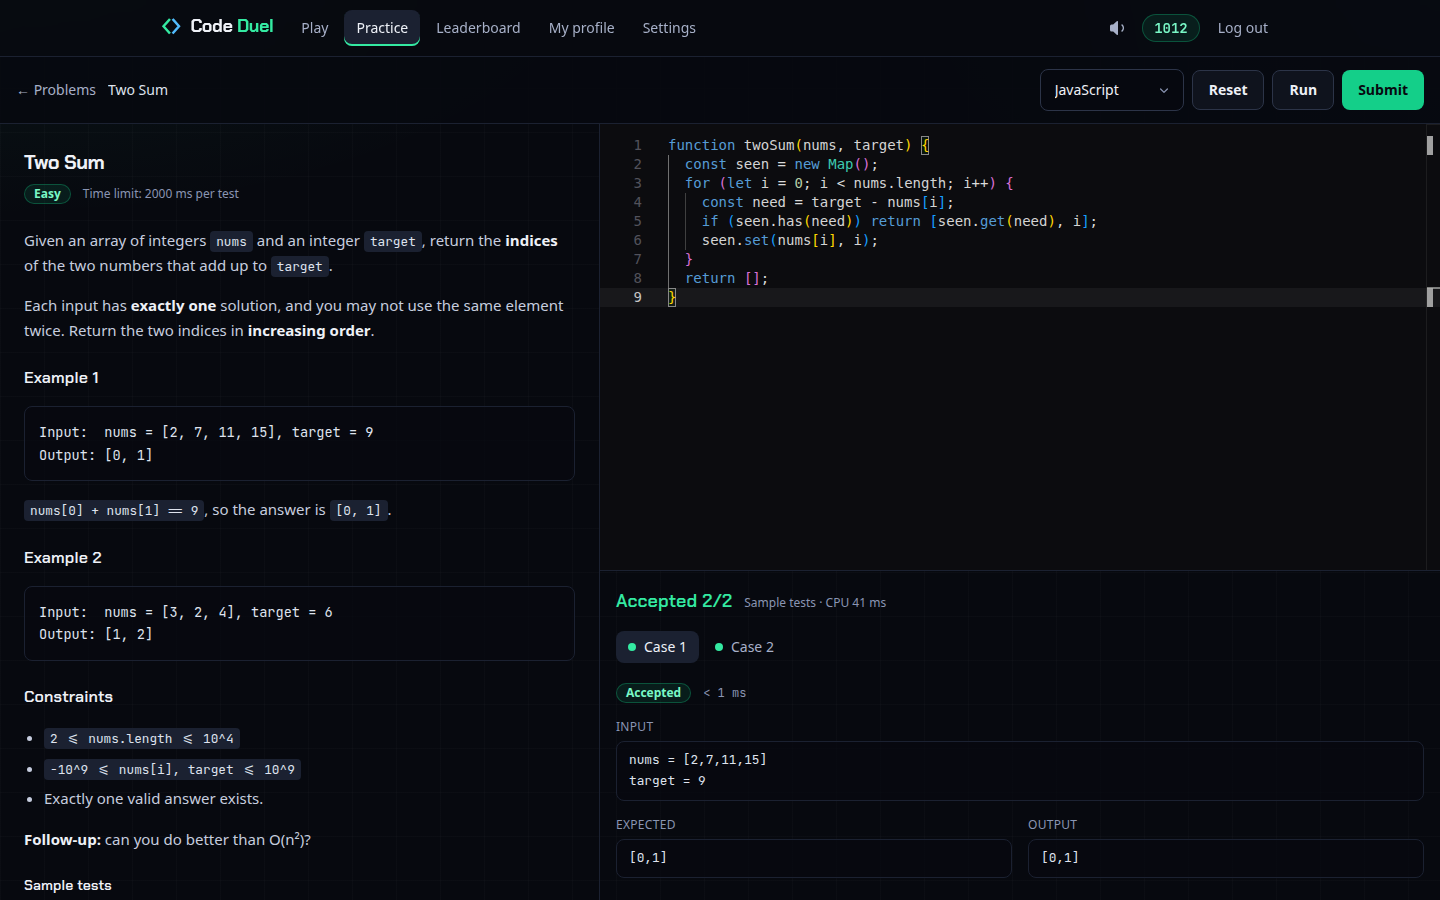 Code Duel
Play
Practice
Leaderboard
My profile
Settings
1012
Log out
← Problems
Two Sum
JavaScript
Reset
Run
Submit
Two Sum
Easy
Time limit: 2000 ms per test
Given an array of integers nums and an integer target, return the indices
of the two numbers that add up to target.
Each input has exactly one solution, and you may not use the same element
twice. Return the two indices in increasing order.
Example 1
Input:  nums = [2, 7, 11, 15], target = 9
Output: [0, 1]
nums[0] + nums[1] == 9, so the answer is [0, 1].
Example 2
Input:  nums = [3, 2, 4], target = 6
Output: [1, 2]
Constraints
• 2 <= nums.length <= 10^4
• -10^9 <= nums[i], target <= 10^9
• Exactly one valid answer exists.
Follow-up: can you do better than O(n²)?
Sample tests
1 function twoSum(nums, target) {
2   const seen = new Map();
3   for (let i = 0; i < nums.length; i++) {
4     const need = target - nums[i];
5     if (seen.has(need)) return [seen.get(need), i];
6     seen.set(nums[i], i);
7   }
8   return [];
9 }
Accepted 2/2 Sample tests · CPU 41 ms
Case 1
Case 2
Accepted < 1 ms
INPUT
nums = [2,7,11,15]
target = 9
EXPECTED
[0,1]
OUTPUT
[0,1]